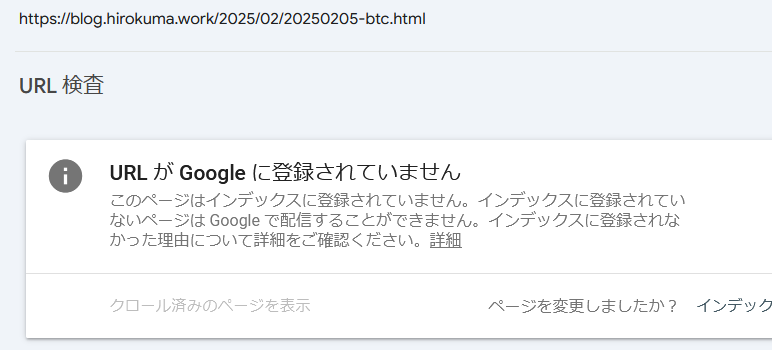 https://blog.hirokuma.work/2025/02/20250205-btc.html
URL 検査
URL が Google に登録されていません
このページはインデックスに登録されていません。インデックスに登録されてい
ないページは Google で配信することができません。インデックスに登録されな
かった理由について詳細をご確認ください。詳細
クロール済みのページを表示 ページを変更しましたか？ インデック